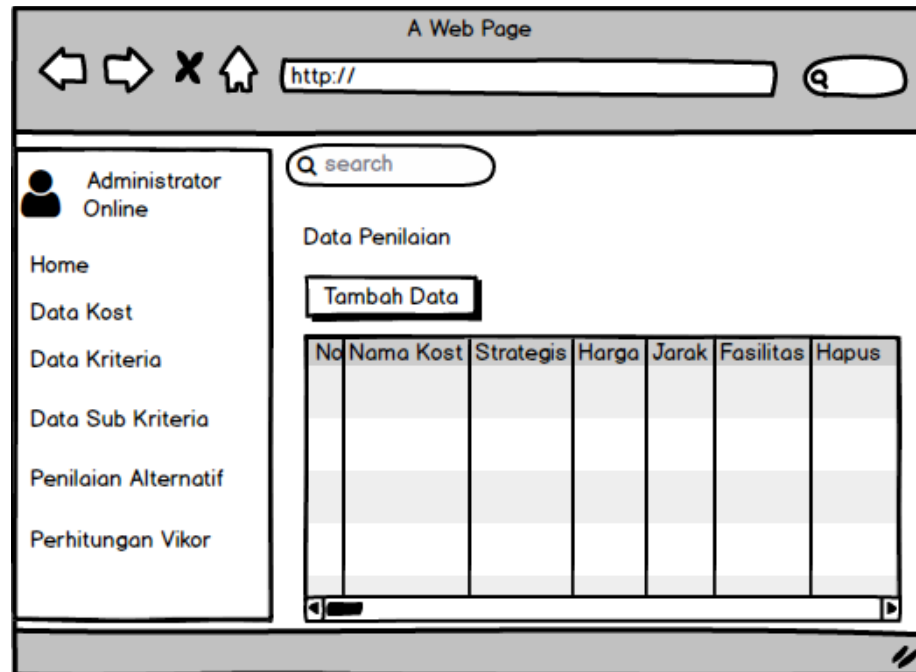 A Web Page
http://
Administrator
Online
Home
Data Kost
Data Kriteria
Data Sub Kriteria
Penilaian Alternatif
Perhitungan Vikor
search
Data Penilaian
Tambah Data
No Nama Kost Strategis Harga Jarak Fasilitas Hapus